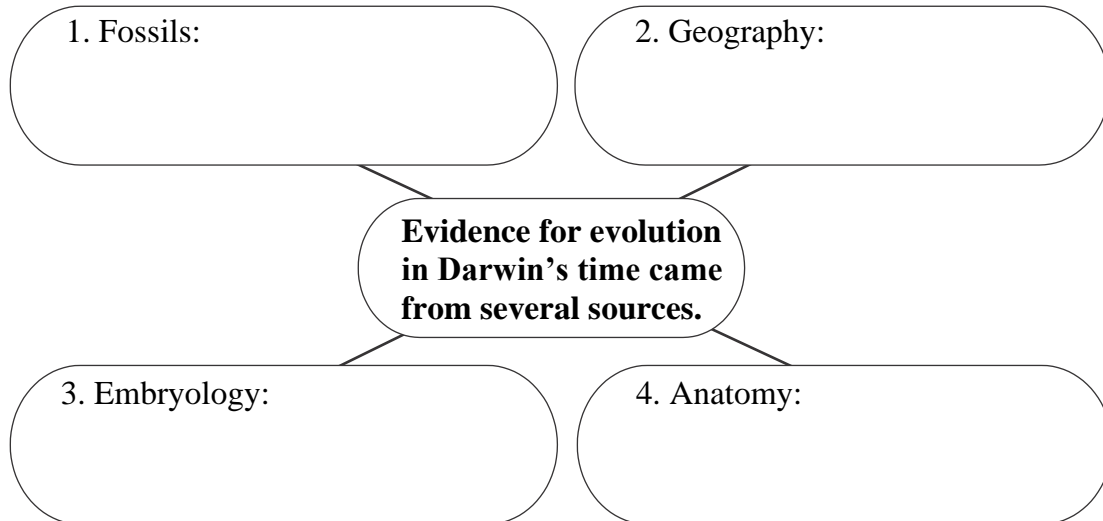 1. Fossils:
2. Geography:
Evidence for evolution
in Darwin’s time came
from several sources.
3. Embryology:
4. Anatomy: